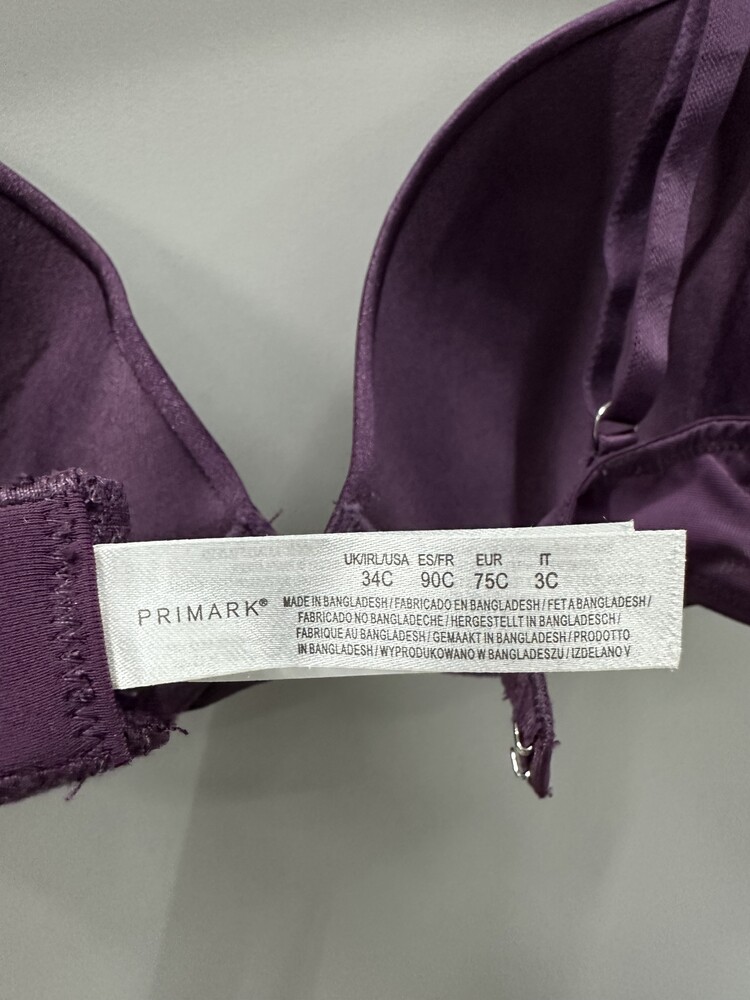 UK/IRL/USA ES/FR EUR IT
34C 90C 75C 3C
PRIMARK®
MADE IN BANGLADESH / FABRICADO EN BANGLADESH / FET A BANGLADESH /
FABRICADO NO BANGLADECHE / HERGESTELLT IN BANGLADESCH /
FABRIQUE AU BANGLADESH / GEMAAKT IN BANGLADESH / PRODOTTO
IN BANGLADESH / WYPRODUKOWANO W BANGLADESZU / IZDELANO V